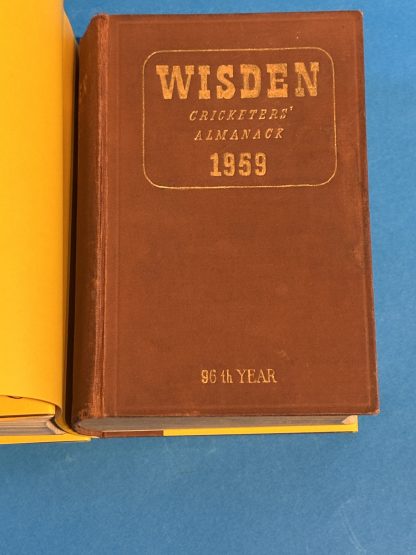 WISDEN
CRICKETERS'
ALMANACK
1959
96th YEAR